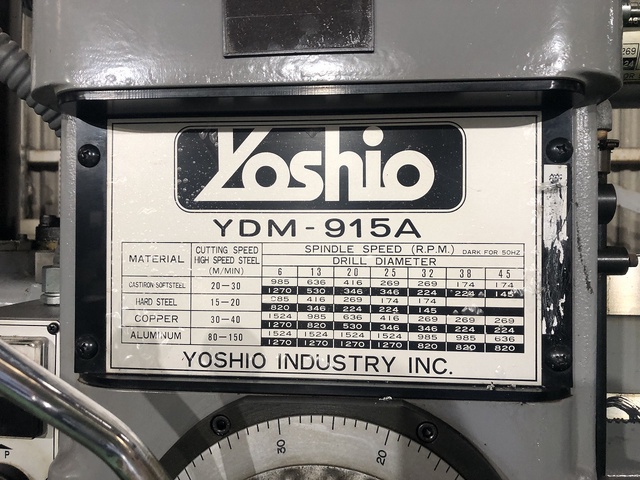 Yoshio
YDM-915A
MATERIAL CUTTING SPEED HIGH SPEED STEEL (M/MIN) SPINDLE SPEED (R.P.M.) DARK FOR 50HZ
DRILL DIAMETER
6 13 20 25 32 38 45
CASTIRON·SOFTSTEEL 20—30 985 636 416 269 269 174 174
1270 530 346 346 224 224 145
HARD STEEL 15—20 985 416 269 174 174
820 346 224 224 145
COPPER 30—40 1524 985 636 416 269 269 269
1270 820 530 346 346 224 224
ALUMINUM 80—150 1524 1524 1524 1524 985 985 636
1270 1270 1270 1270 820 820 820
YOSHIO INDUSTRY INC.
30 20
269
24
P